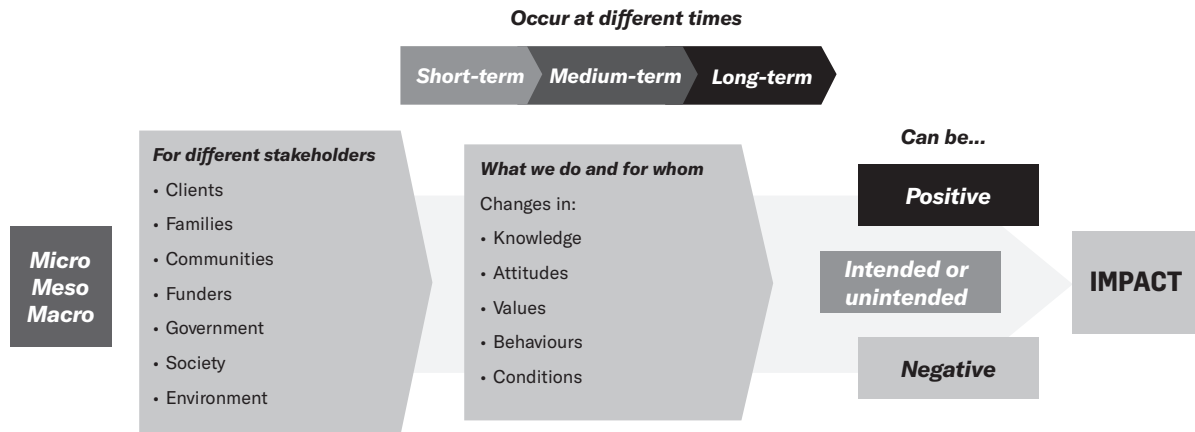 Occur at different times
Short-term
Medium-term
Long-term
Micro
Meso
Macro
For different stakeholders
• Clients
• Families
• Communities
• Funders
• Government
• Society
• Environment
What we do and for whom
Changes in:
• Knowledge
• Attitudes
• Values
• Behaviours
• Conditions
Can be...
Positive
Intended or
unintended
Negative
IMPACT